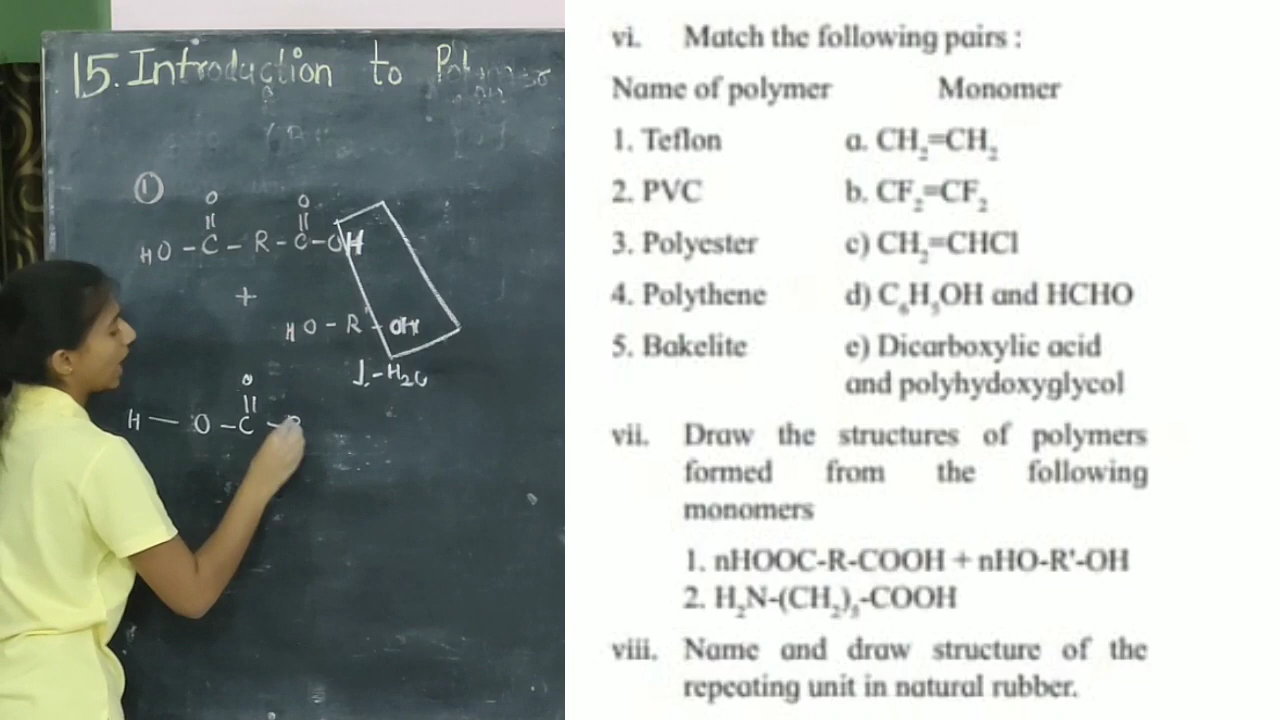 15. Introduction to Polymer
①
O O
|| ||
HO – C – R – C – OH
+
HO – R' – OH
↓ – H₂O
O
||
H — O – C –
vi. Match the following pairs :
Name of polymer Monomer
1. Teflon a. CH₂=CH₂
2. PVC b. CF₂=CF₂
3. Polyester c) CH₂=CHCl
4. Polythene d) C₆H₅OH and HCHO
5. Bakelite e) Dicarboxylic acid
and polyhydoxyglycol
vii. Draw the structures of polymers
formed from the following
monomers
1. nHOOC-R-COOH + nHO-R'-OH
2. H₂N-(CH₂)₅-COOH
viii. Name and draw structure of the
repeating unit in natural rubber.